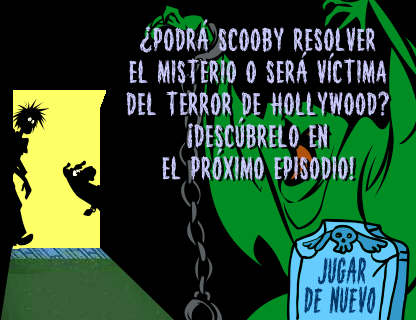 ¿PODRÁ SCOOBY RESOLVER
EL MISTERIO O SERÁ VÍCTIMA
DEL TERROR DE HOLLYWOOD?
¡DESCÚBRELO EN
EL PRÓXIMO EPISODIO!
JUGAR
DE NUEVO